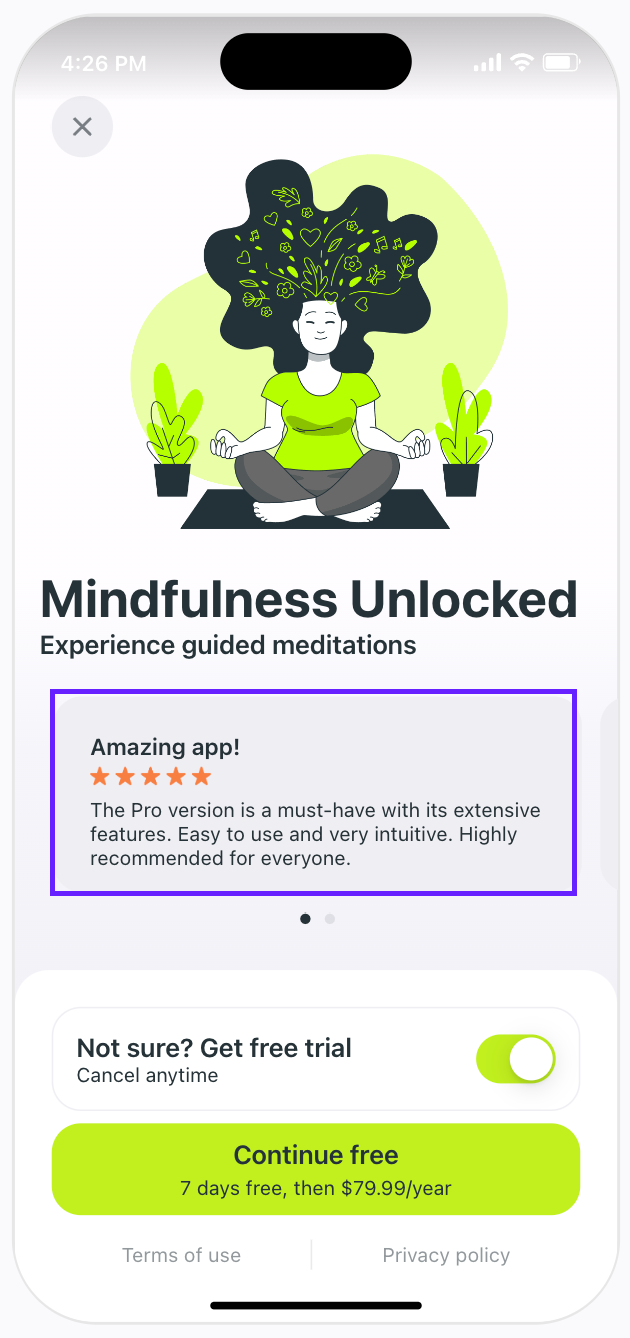 4:26 PM
Mindfulness Unlocked
Experience guided meditations
Amazing app!
The Pro version is a must-have with its extensive
features. Easy to use and very intuitive. Highly
recommended for everyone.
Not sure? Get free trial
Cancel anytime
Continue free
7 days free, then $79.99/year
Terms of use
Privacy policy